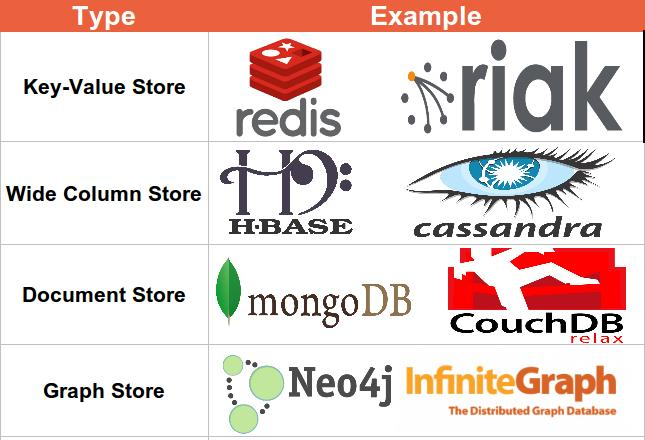 Type Example
Key-Value Store redis riak
Wide Column Store H·BASE cassandra
Document Store mongoDB CouchDB
relax
Graph Store Neo4j InfiniteGraph
The Distributed Graph Database